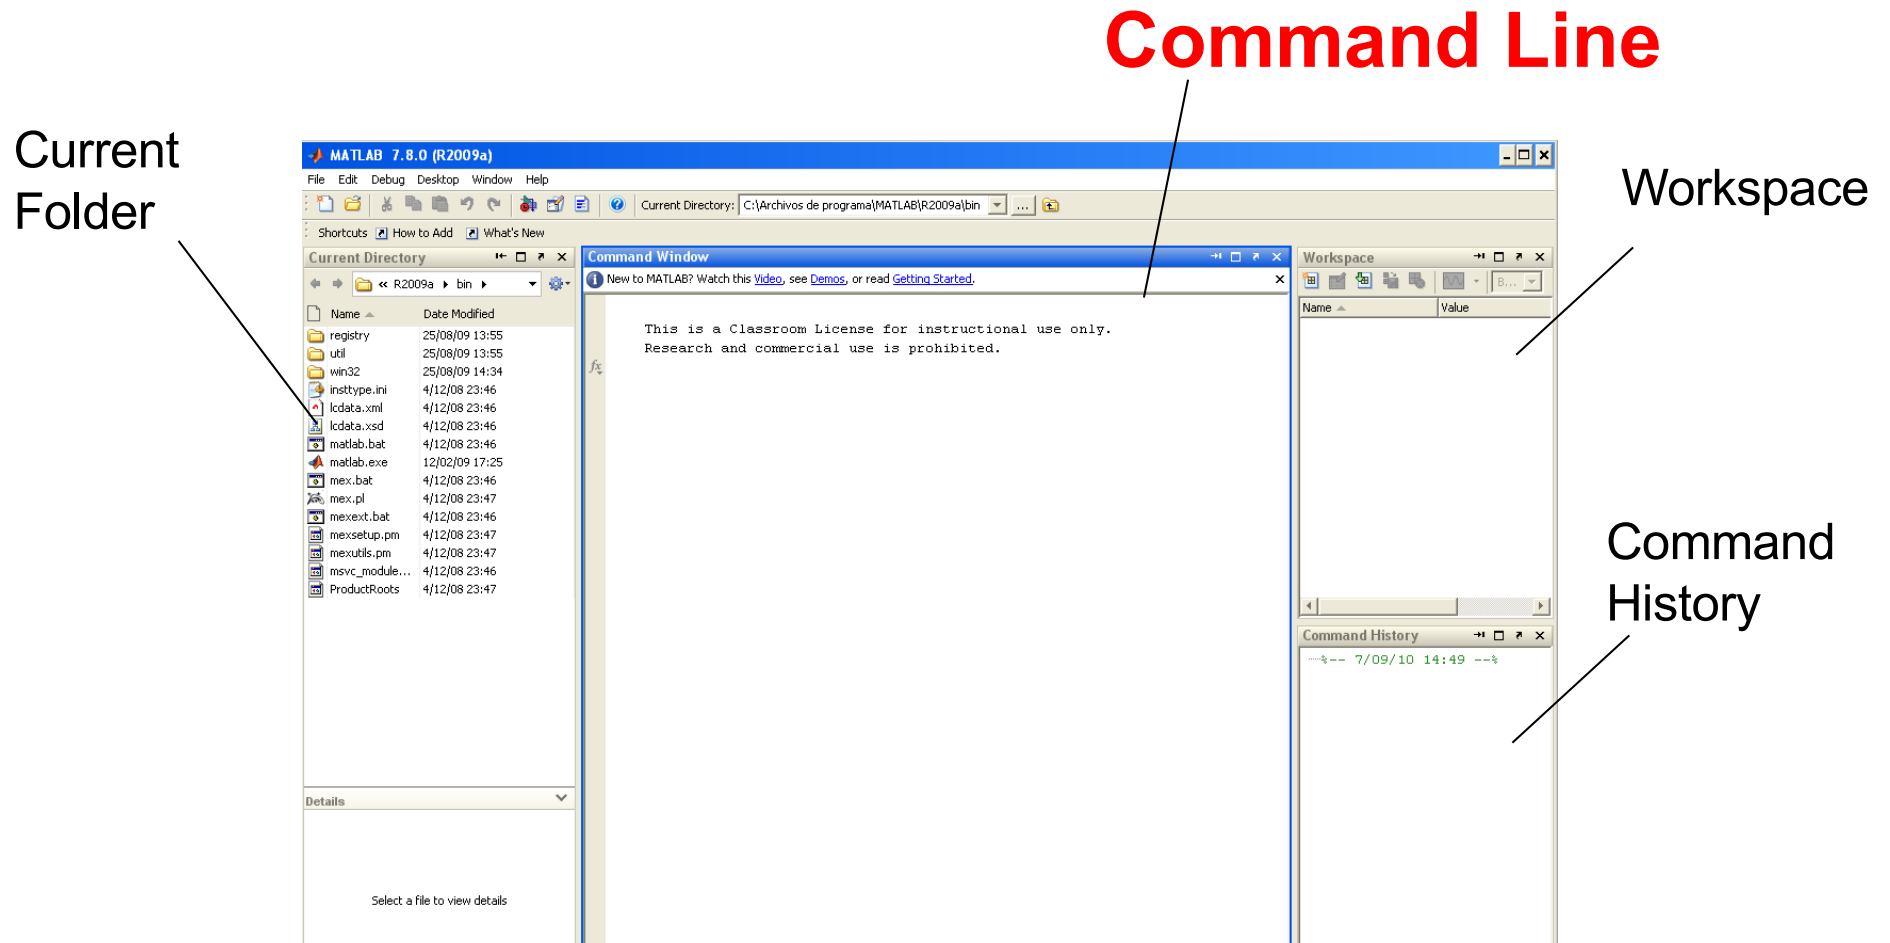 Command Line
Current
Folder
Workspace
Command
History
MATLAB 7.8.0 (R2009a)
File Edit Debug Desktop Window Help
Current Directory: C:\Archivos de programa\MATLAB\R2009a\bin ...
Shortcuts How to Add What's New
Current Directory
« R2009a bin
Name Date Modified
registry 25/08/09 13:55
util 25/08/09 13:55
win32 25/08/09 14:34
insttype.ini 4/12/08 23:46
lcdata.xml 4/12/08 23:46
lcdata.xsd 4/12/08 23:46
matlab.bat 4/12/08 23:46
matlab.exe 12/02/09 17:25
mex.bat 4/12/08 23:46
mex.pl 4/12/08 23:47
mexext.bat 4/12/08 23:46
mexsetup.pm 4/12/08 23:47
mexutils.pm 4/12/08 23:47
msvc_module... 4/12/08 23:46
ProductRoots 4/12/08 23:47
Details
Select a file to view details
Command Window
New to MATLAB? Watch this Video, see Demos, or read Getting Started.
This is a Classroom License for instructional use only.
Research and commercial use is prohibited.
fx
Workspace
B...
Name Value
Command History
%-- 7/09/10 14:49 --%